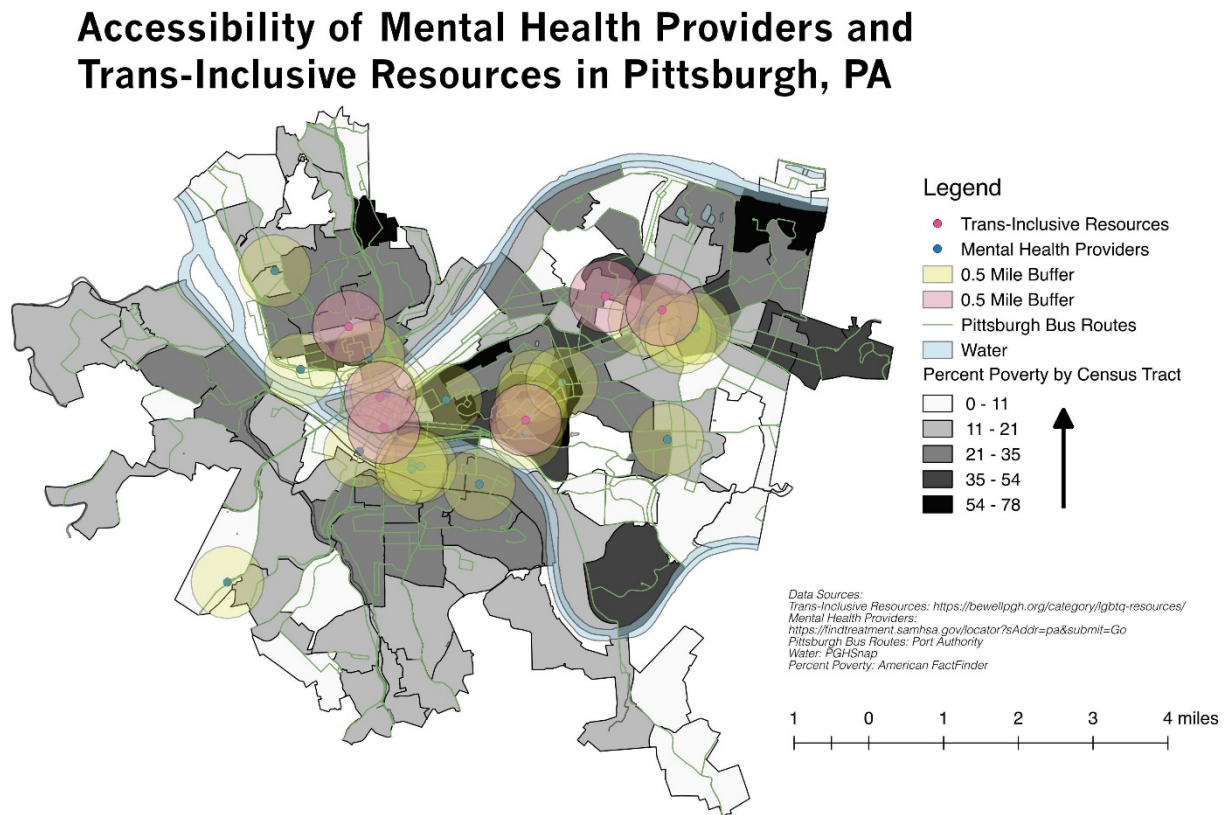 Accessibility of Mental Health Providers and
Trans-Inclusive Resources in Pittsburgh, PA
Legend
Trans-Inclusive Resources
Mental Health Providers
0.5 Mile Buffer
0.5 Mile Buffer
Pittsburgh Bus Routes
Water
Percent Poverty by Census Tract
0 - 11
11 - 21
21 - 35
35 - 54
54 - 78
Data Sources:
Trans-Inclusive Resources: https://bewellpgh.org/category/lgbtq-resources/
Mental Health Providers:
https://findtreatment.samhsa.gov/locator?sAddr=pa&submit=Go
Pittsburgh Bus Routes: Port Authority
Water: PGHSnap
Percent Poverty: American FactFinder
1 0 1 2 3 4 miles